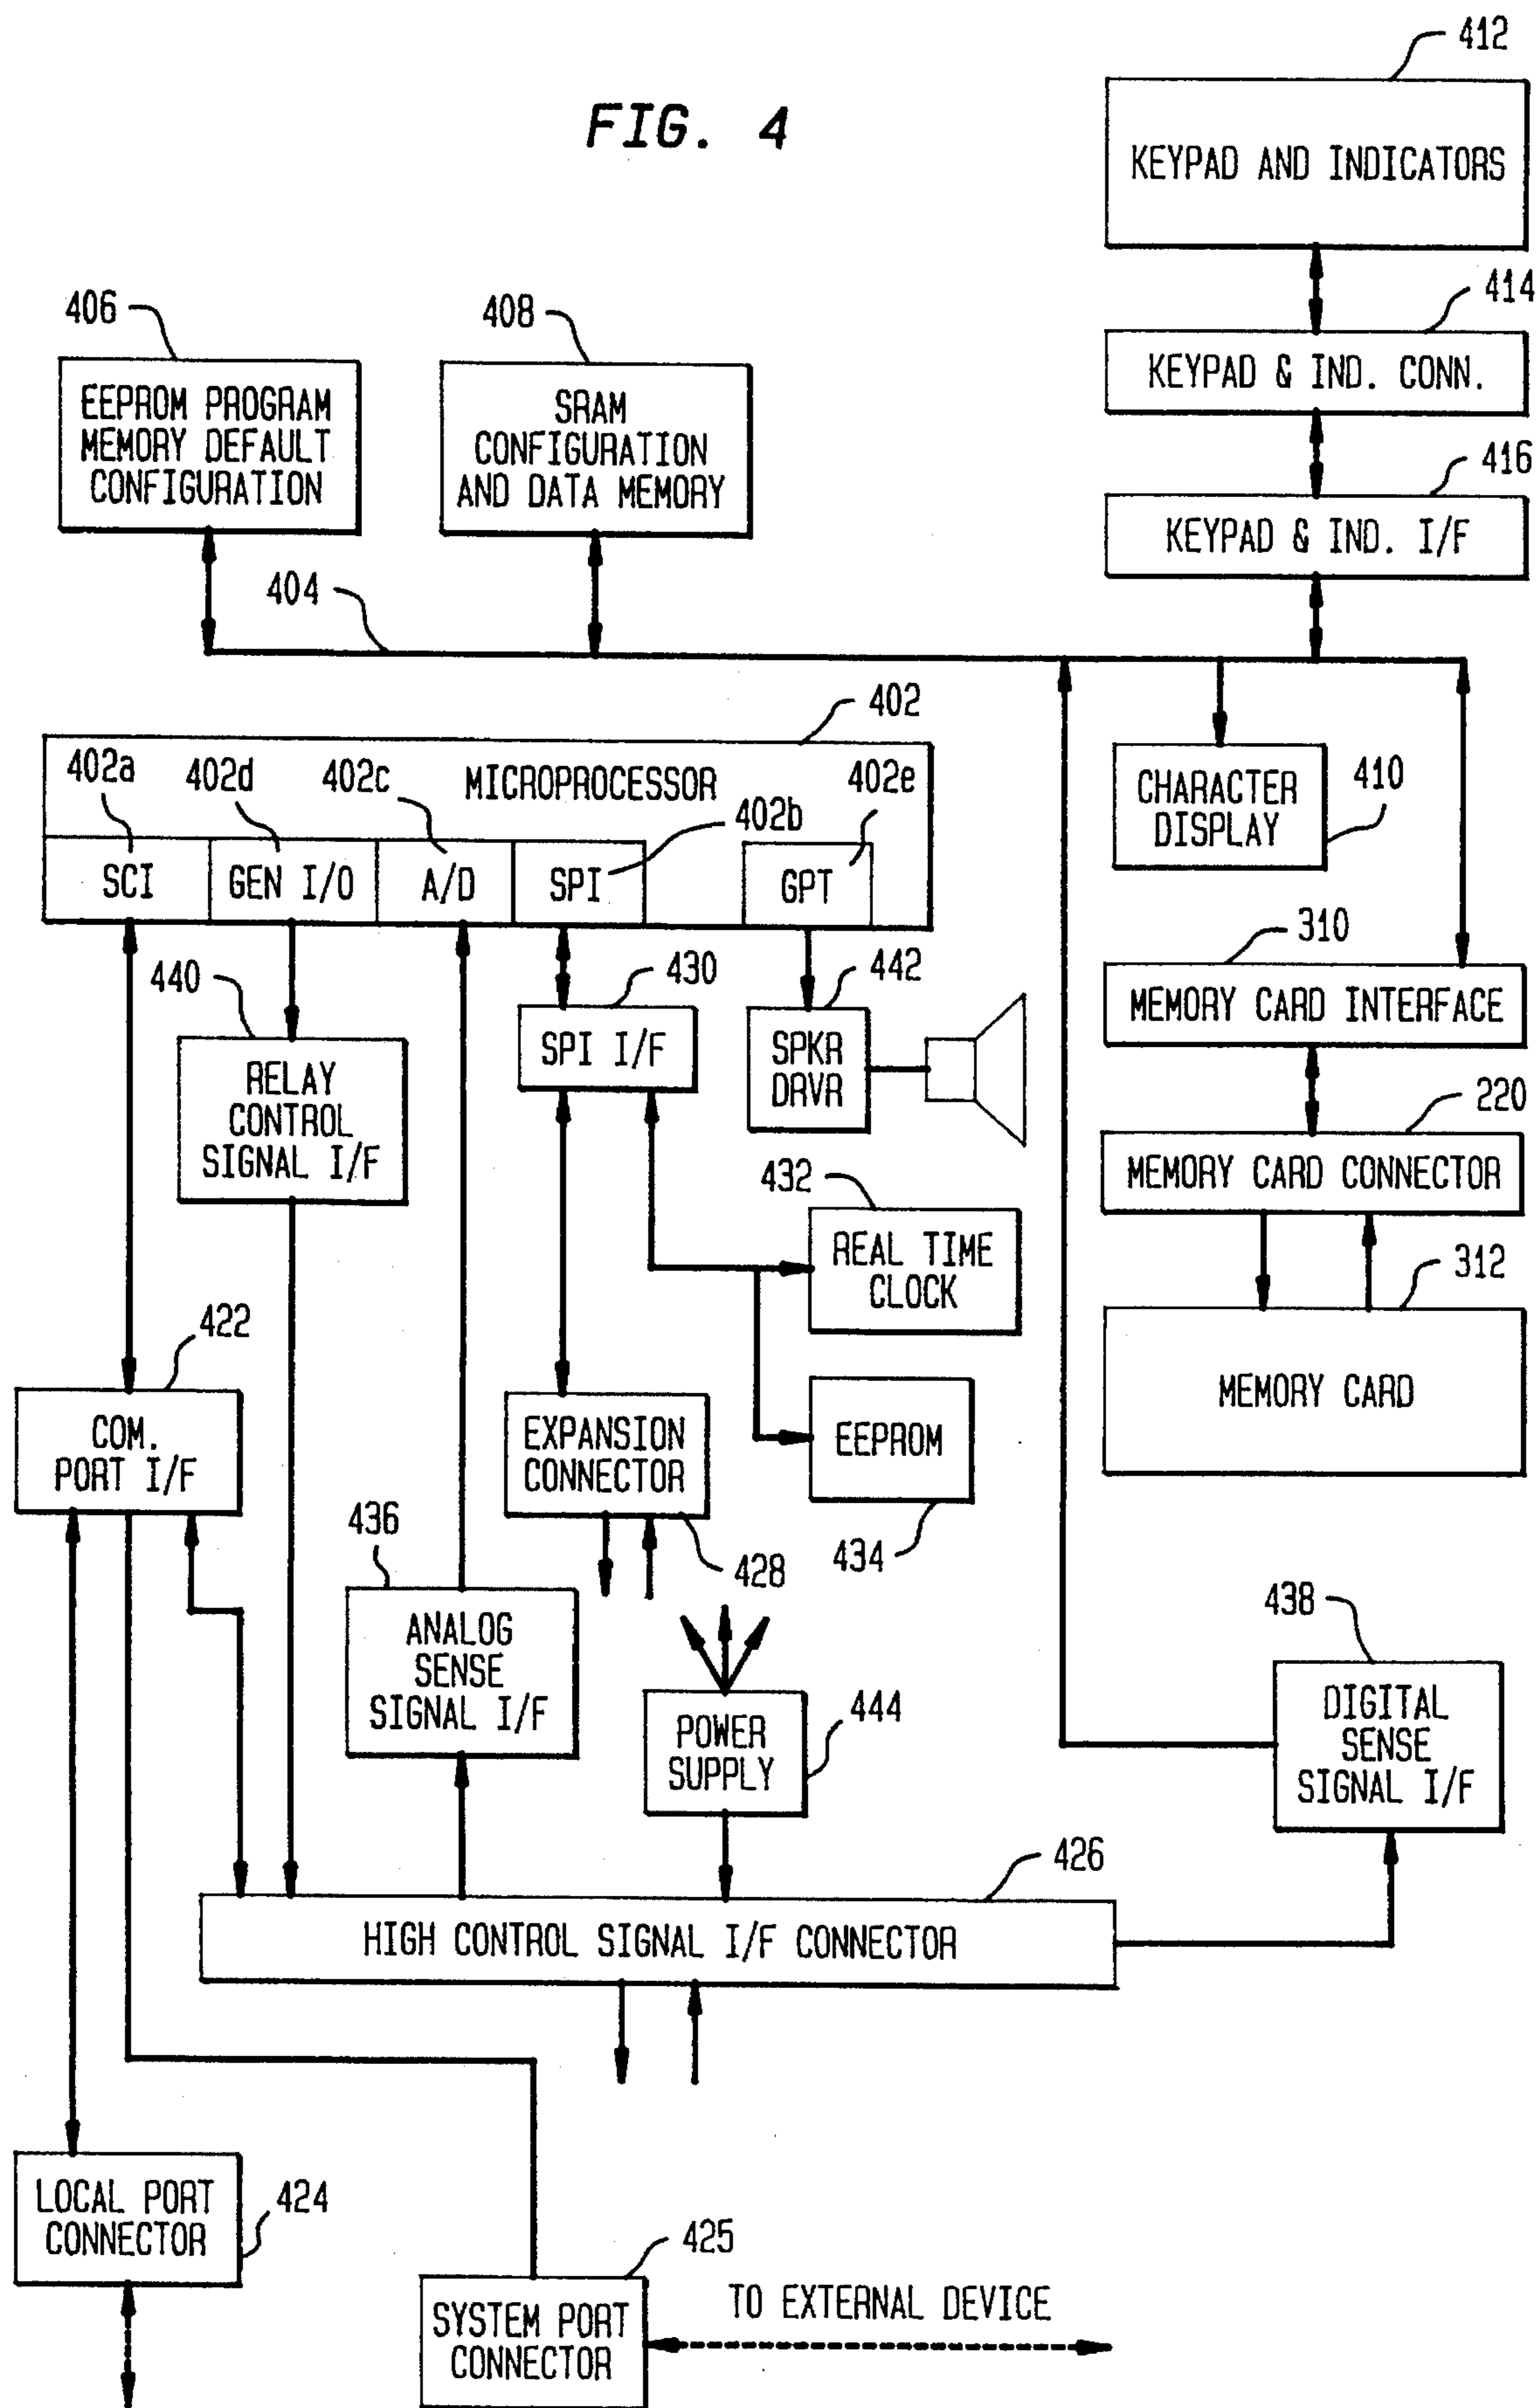 FIG. 4
412
KEYPAD AND INDICATORS
414
KEYPAD & IND. CONN.
416
KEYPAD & IND. I/F
406
EEPROM PROGRAM
MEMORY DEFAULT
CONFIGURATION
408
SRAM
CONFIGURATION
AND DATA MEMORY
404
402
MICROPROCESSOR
402a
402d
402c
402b
402e
SCI
GEN I/O
A/D
SPI
GPT
CHARACTER
DISPLAY
410
440
RELAY
CONTROL
SIGNAL I/F
430
SPI I/F
442
SPKR
DRVR
310
MEMORY CARD INTERFACE
220
MEMORY CARD CONNECTOR
312
MEMORY CARD
432
REAL TIME
CLOCK
422
COM.
PORT I/F
EXPANSION
CONNECTOR
428
EEPROM
434
436
ANALOG
SENSE
SIGNAL I/F
POWER
SUPPLY
444
438
DIGITAL
SENSE
SIGNAL I/F
426
HIGH CONTROL SIGNAL I/F CONNECTOR
LOCAL PORT
CONNECTOR
424
425
SYSTEM PORT
CONNECTOR
TO EXTERNAL DEVICE